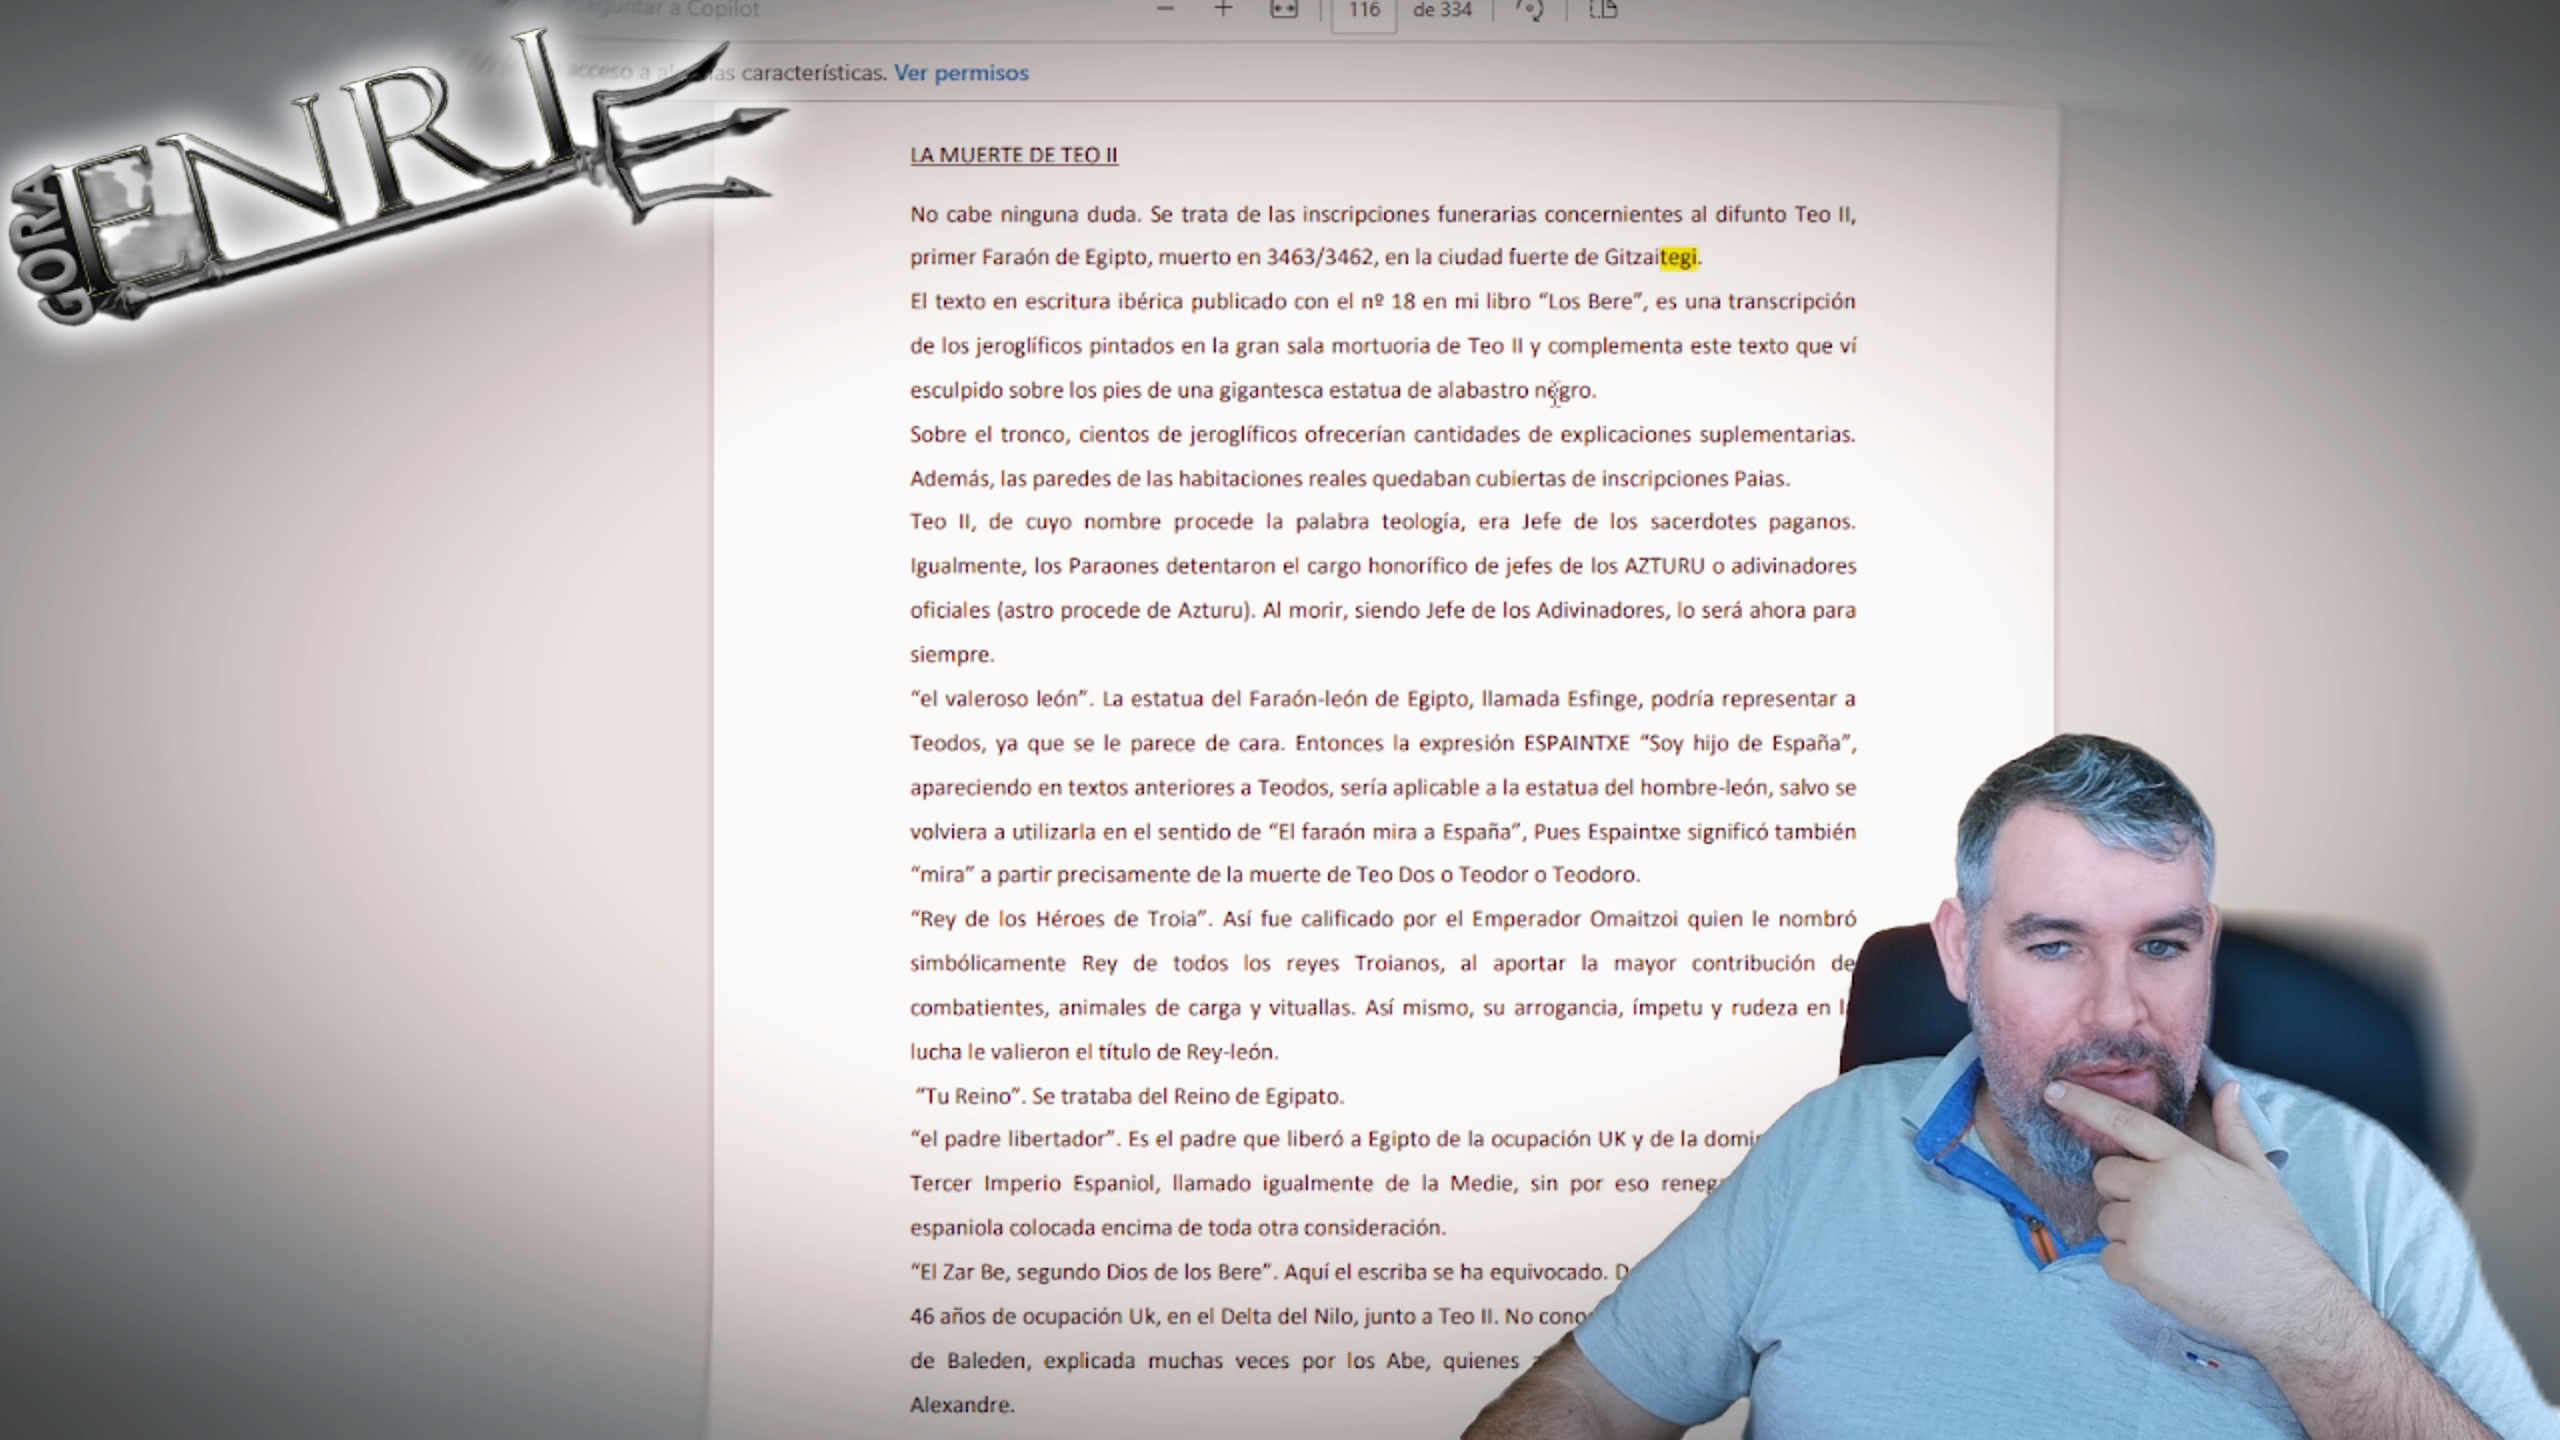 guntar a Copilot
116 de 334
acceso a al as características. Ver permisos
GORA ENRIE
LA MUERTE DE TEO II
No cabe ninguna duda. Se trata de las inscripciones funerarias concernientes al difunto Teo II,
primer Faraón de Egipto, muerto en 3463/3462, en la ciudad fuerte de Gitzaitegi.
El texto en escritura ibérica publicado con el nº 18 en mi libro “Los Bere”, es una transcripción
de los jeroglíficos pintados en la gran sala mortuoria de Teo II y complementa este texto que ví
esculpido sobre los pies de una gigantesca estatua de alabastro negro.
Sobre el tronco, cientos de jeroglíficos ofrecerían cantidades de explicaciones suplementarias.
Además, las paredes de las habitaciones reales quedaban cubiertas de inscripciones Paias.
Teo II, de cuyo nombre procede la palabra teología, era Jefe de los sacerdotes paganos.
Igualmente, los Paraones detentaron el cargo honorífico de jefes de los AZTURU o adivinadores
oficiales (astro procede de Azturu). Al morir, siendo Jefe de los Adivinadores, lo será ahora para
siempre.
“el valeroso león”. La estatua del Faraón-león de Egipto, llamada Esfinge, podría representar a
Teodos, ya que se le parece de cara. Entonces la expresión ESPAINTXE “Soy hijo de España”,
apareciendo en textos anteriores a Teodos, sería aplicable a la estatua del hombre-león, salvo se
volviera a utilizarla en el sentido de “El faraón mira a España”, Pues Espaintxe significó también
“mira” a partir precisamente de la muerte de Teo Dos o Teodor o Teodoro.
“Rey de los Héroes de Troia”. Así fue calificado por el Emperador Omaitzoi quien le nombró
simbólicamente Rey de todos los reyes Troianos, al aportar la mayor contribución de
combatientes, animales de carga y vituallas. Así mismo, su arrogancia, ímpetu y rudeza en l
lucha le valieron el título de Rey-león.
“Tu Reino”. Se trataba del Reino de Egipato.
“el padre libertador”. Es el padre que liberó a Egipto de la ocupación UK y de la domi
Tercer Imperio Espaniol, llamado igualmente de la Medie, sin por eso reneg
espaniola colocada encima de toda otra consideración.
“El Zar Be, segundo Dios de los Bere”. Aquí el escriba se ha equivocado. D
46 años de ocupación Uk, en el Delta del Nilo, junto a Teo II. No cono
de Baleden, explicada muchas veces por los Abe, quienes
Alexandre.